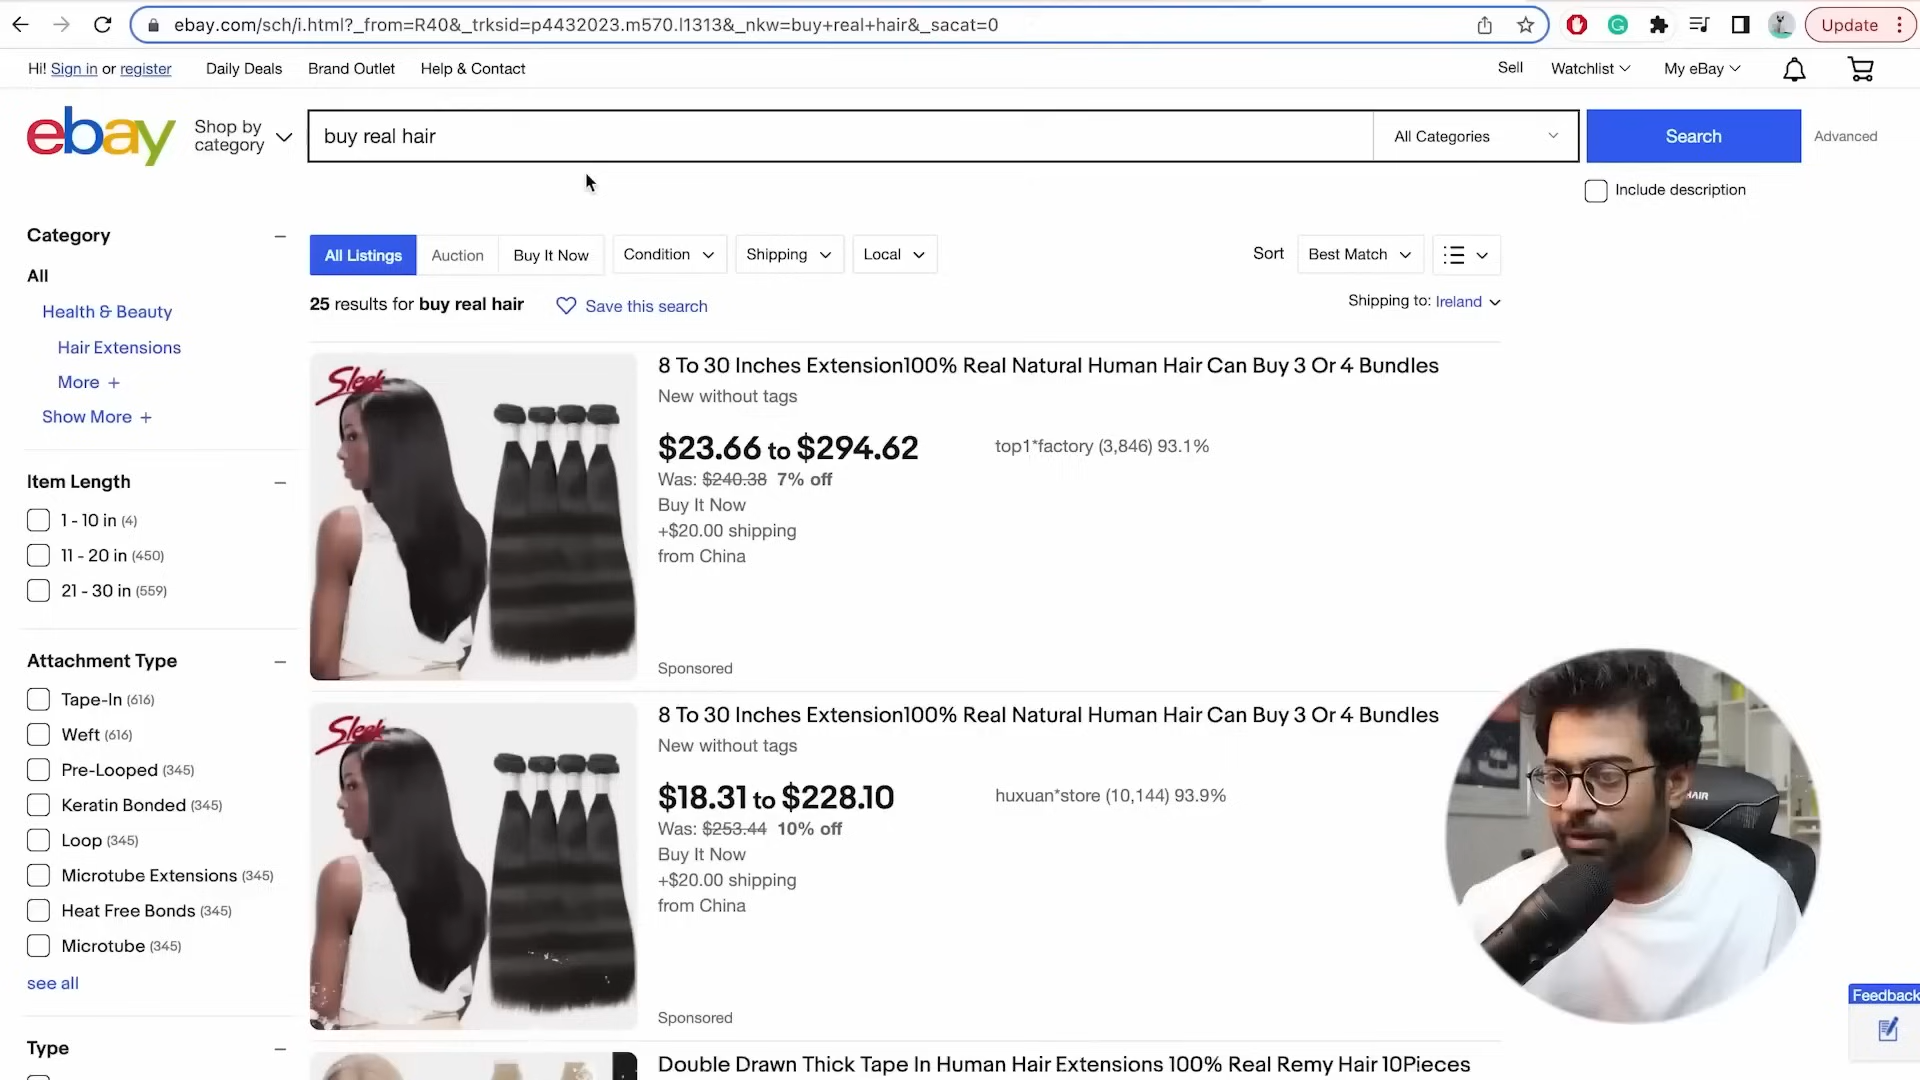 ebay.com/sch/i.html?_from=R40&_trksid=p4432023.m570.l1313&_nkw=buy+real+hair&_sacat=0
Update
Hi! Sign in or register
Daily Deals
Brand Outlet
Help & Contact
Sell
Watchlist
My eBay
ebay
Shop by category
buy real hair
All Categories
Search
Advanced
Include description
Category
All
Health & Beauty
Hair Extensions
More +
Show More +
Item Length
1 - 10 in (4)
11 - 20 in (450)
21 - 30 in (559)
Attachment Type
Tape-In (616)
Weft (616)
Pre-Looped (345)
Keratin Bonded (345)
Loop (345)
Microtube Extensions (345)
Heat Free Bonds (345)
Microtube (345)
see all
Type
All Listings
Auction
Buy It Now
Condition
Shipping
Local
Sort
Best Match
25 results for buy real hair
Save this search
Shipping to: Ireland
Sleek
8 To 30 Inches Extension100% Real Natural Human Hair Can Buy 3 Or 4 Bundles
New without tags
$23.66 to $294.62
top1*factory (3,846) 93.1%
Was: $240.38 7% off
Buy It Now
+$20.00 shipping
from China
Sponsored
Sleek
8 To 30 Inches Extension100% Real Natural Human Hair Can Buy 3 Or 4 Bundles
New without tags
$18.31 to $228.10
huxuan*store (10,144) 93.9%
Was: $253.44 10% off
Buy It Now
+$20.00 shipping
from China
Sponsored
Double Drawn Thick Tape In Human Hair Extensions 100% Real Remy Hair 10Pieces
HAIR
Feedback